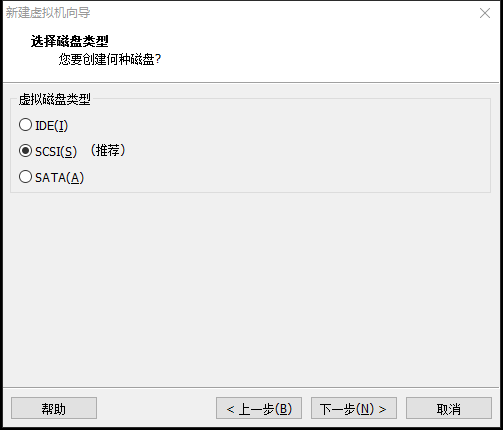 新建虚拟机向导
选择磁盘类型
您要创建何种磁盘?
虚拟磁盘类型
IDE(I)
SCSI(S) (推荐)
SATA(A)
帮助 < 上一步(B) 下一步(N) > 取消